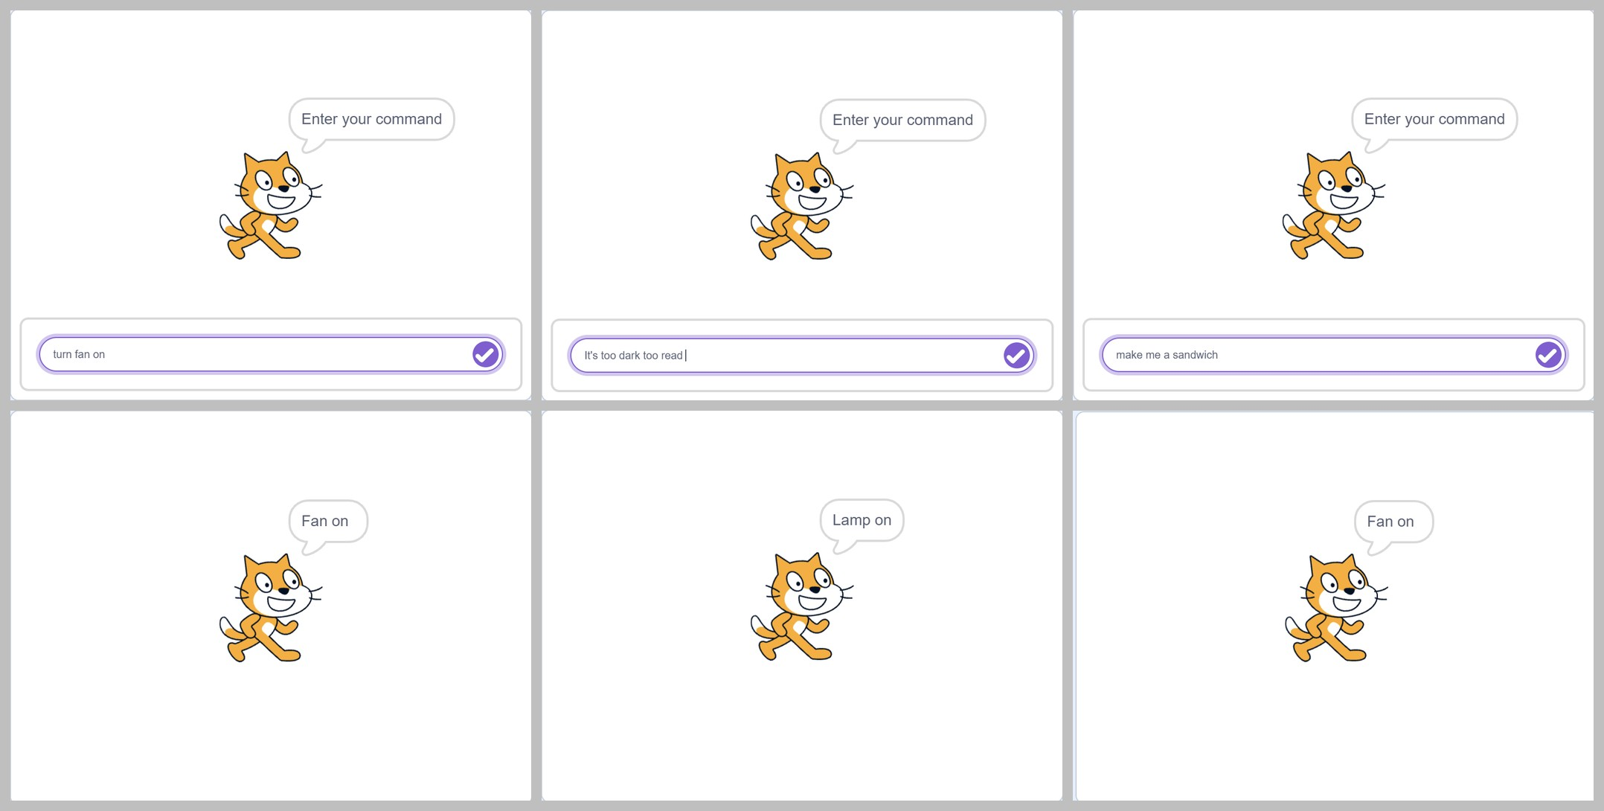 Enter your command
turn fan on
Enter your command
It's too dark too read
Enter your command
make me a sandwich
Fan on
Lamp on
Fan on